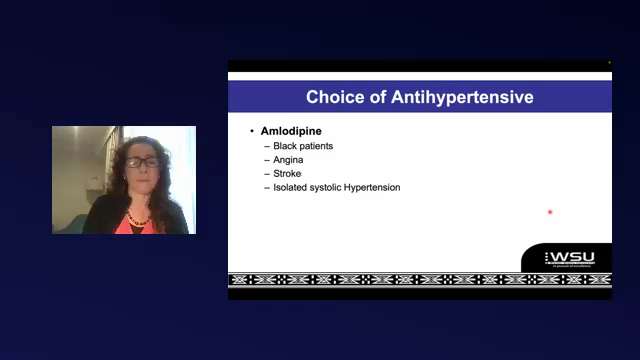 Choice of Antihypertensive
• Amlodipine
– Black patients
– Angina
– Stroke
– Isolated systolic Hypertension
WSU